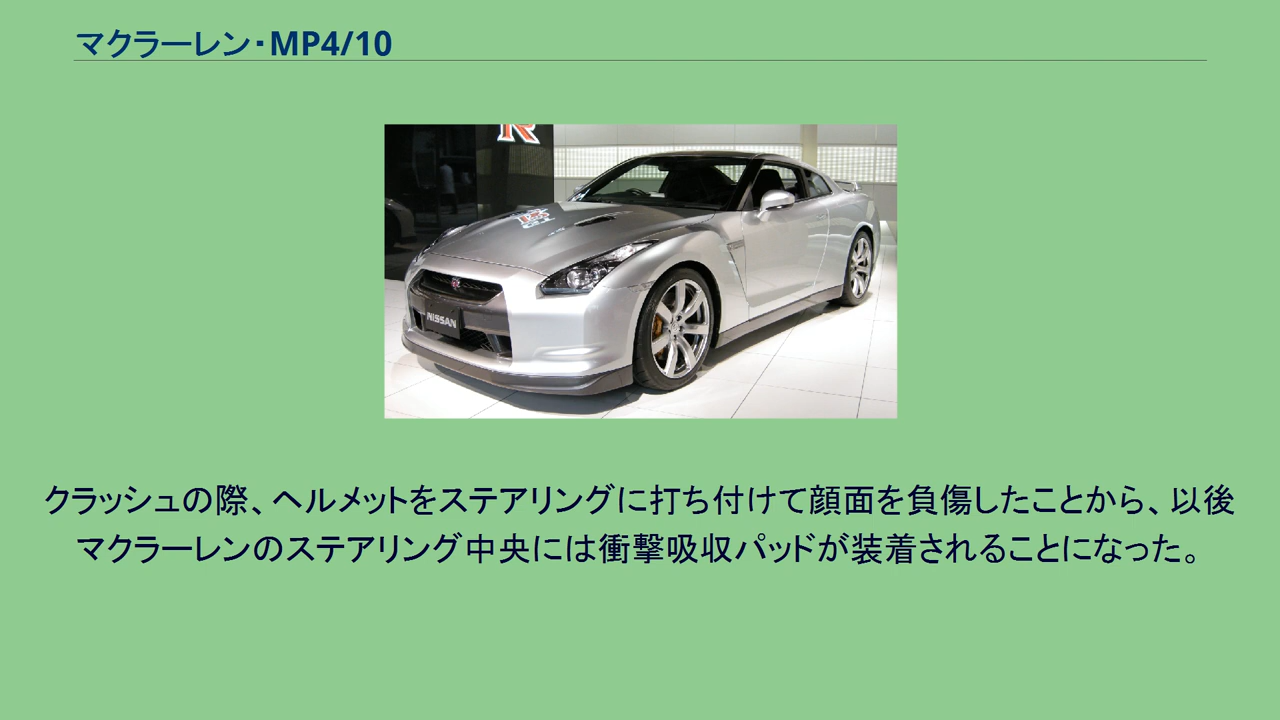 マクラーレン・MP4/10
R
NISSAN
クラッシュの際、ヘルメットをステアリングに打ち付けて顔面を負傷したことから、以後
マクラーレンのステアリング中央には衝撃吸収パッドが装着されることになった。